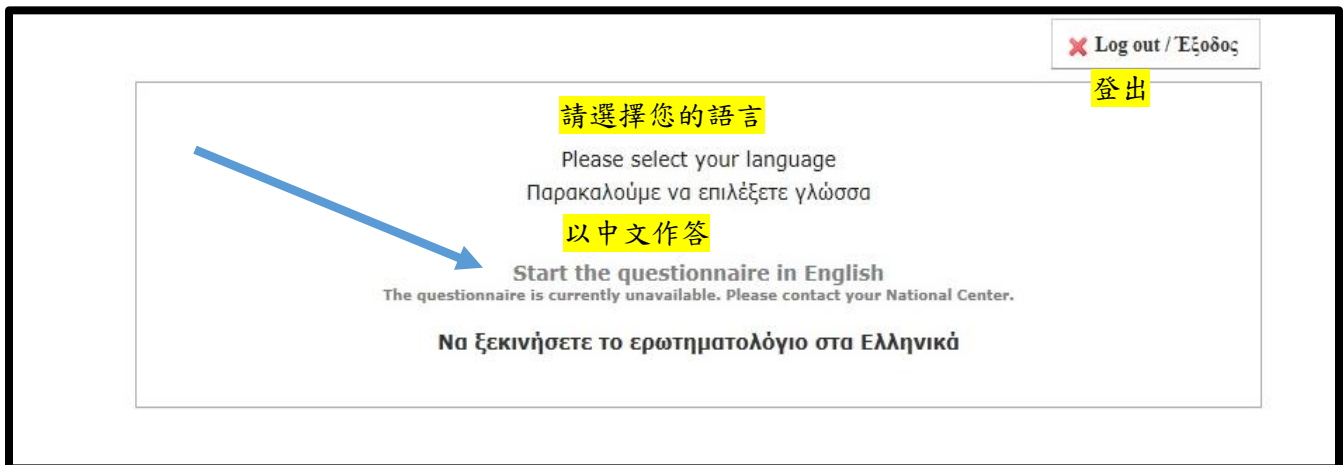 Log out / Έξοδος
登出
請選擇您的語言
Please select your language
Παρακαλούμε να επιλέξετε γλώσσα
以中文作答
Start the questionnaire in English
The questionnaire is currently unavailable. Please contact your National Center.
Να ξεκινήσετε το ερωτηματολόγιο στα Ελληνικά